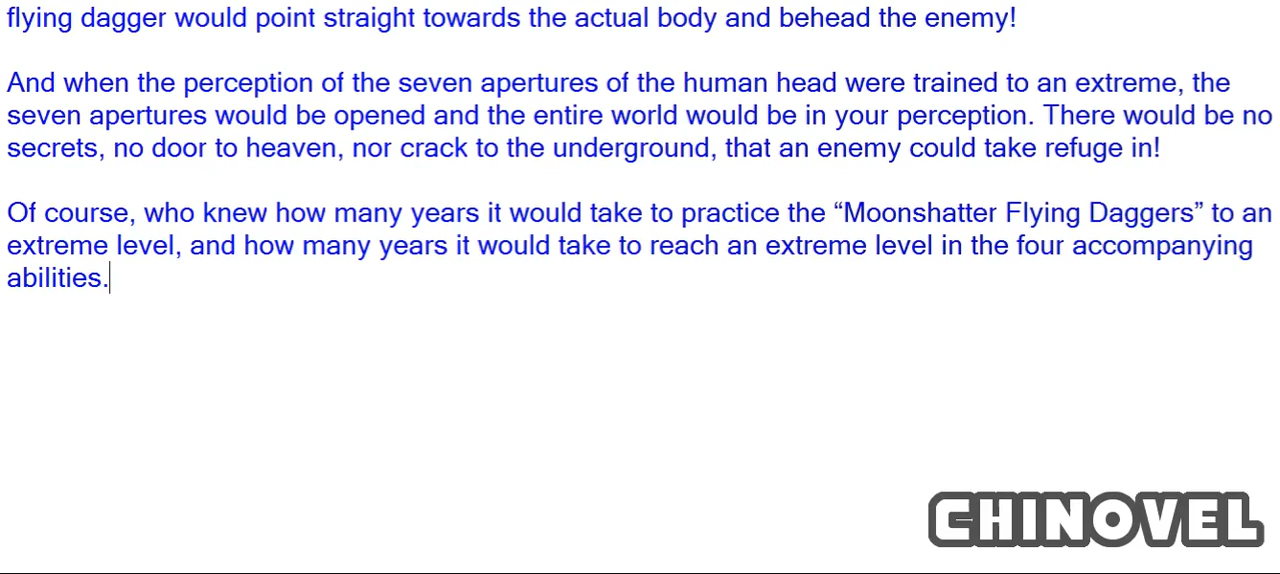 flying dagger would point straight towards the actual body and behead the enemy!
And when the perception of the seven apertures of the human head were trained to an extreme, the
seven apertures would be opened and the entire world would be in your perception. There would be no
secrets, no door to heaven, nor crack to the underground, that an enemy could take refuge in!
Of course, who knew how many years it would take to practice the “Moonshatter Flying Daggers” to an
extreme level, and how many years it would take to reach an extreme level in the four accompanying
abilities.
CHINOVEL